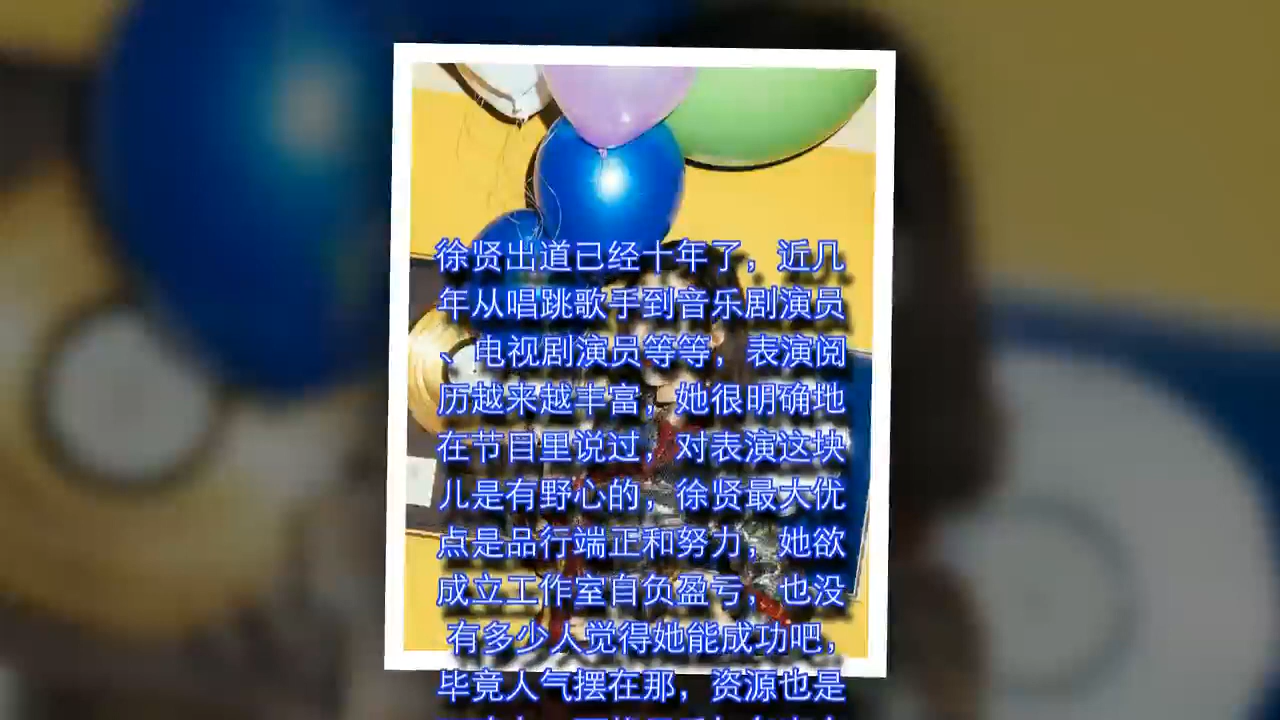 徐贤出道已经十年了，近几
年从唱跳歌手到音乐剧演员
、电视剧演员等等，表演阅
历越来越丰富，她很明确地
在节目里说过，对表演这块
儿是有野心的，徐贤最大优
点是品行端正和努力，她欲
成立工作室自负盈亏，也没
有多少人觉得她能成功吧，
毕竟人气摆在那，资源也是